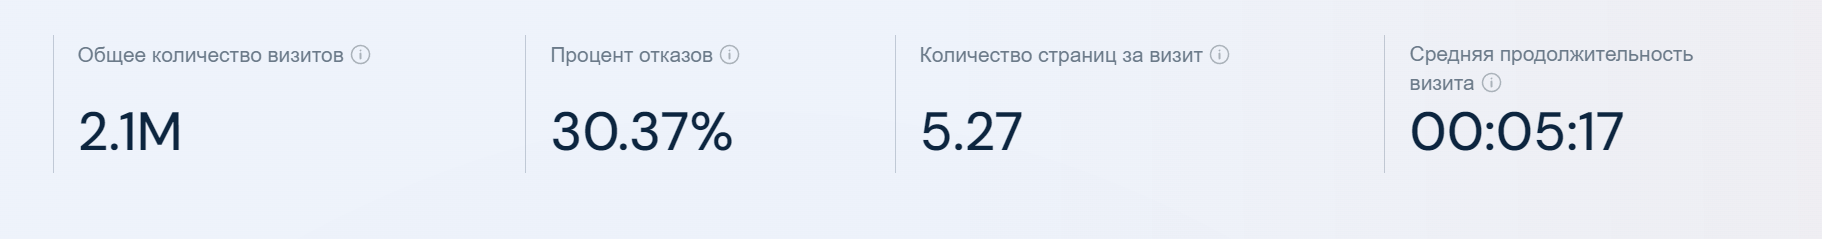 Общее количество визитов
2.1M
Процент отказов
30.37%
Количество страниц за визит
5.27
Средняя продолжительность
визита
00:05:17